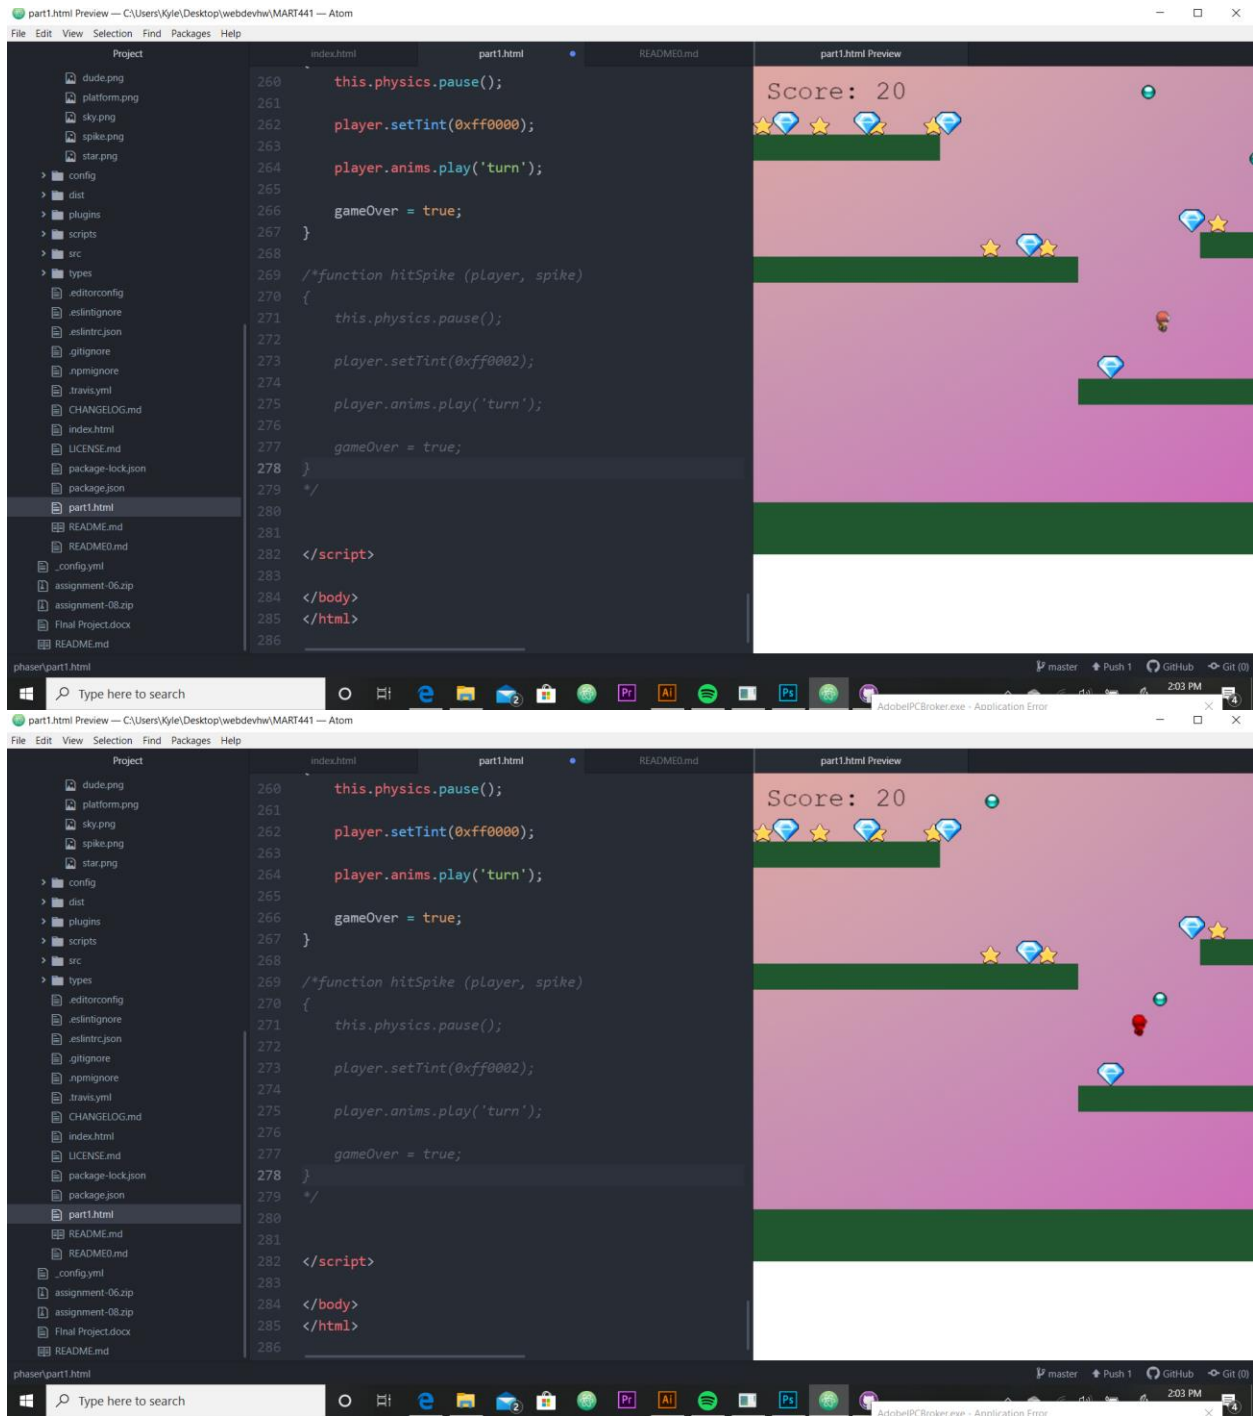 part1.html Preview — C:\Users\Kyle\Desktop\webdevhw\MART441 — Atom
File Edit View Selection Find Packages Help
Project
index.html
part1.html
README0.md
part1.html Preview
dude.png
platform.png
sky.png
spike.png
star.png
config
dist
plugins
scripts
src
types
.editorconfig
.eslintignore
.eslintrc.json
.gitignore
.npmignore
.travis.yml
CHANGELOG.md
index.html
LICENSE.md
package-lock.json
package.json
part1.html
README.md
README0.md
_config.yml
assignment-06.zip
assignment-08.zip
FInal Project.docx
README.md
260 this.physics.pause();
261
262 player.setTint(0xff0000);
263
264 player.anims.play('turn');
265
266 gameOver = true;
267 }
268
269 /*function hitSpike (player, spike)
270 {
271 this.physics.pause();
272
273 player.setTint(0xff0002);
274
275 player.anims.play('turn');
276
277 gameOver = true;
278 }
279 */
280
281
282 </script>
283
284 </body>
285 </html>
286
Score: 20
phaser\part1.html
master Push 1 GitHub Git (0)
Type here to search
2
Pr
Ai
Ps
2:03 PM
4
AdobeIPCBroker.exe - Application Error
part1.html Preview — C:\Users\Kyle\Desktop\webdevhw\MART441 — Atom
File Edit View Selection Find Packages Help
Project
index.html
part1.html
README0.md
part1.html Preview
dude.png
platform.png
sky.png
spike.png
star.png
config
dist
plugins
scripts
src
types
.editorconfig
.eslintignore
.eslintrc.json
.gitignore
.npmignore
.travis.yml
CHANGELOG.md
index.html
LICENSE.md
package-lock.json
package.json
part1.html
README.md
README0.md
_config.yml
assignment-06.zip
assignment-08.zip
FInal Project.docx
README.md
260 this.physics.pause();
261
262 player.setTint(0xff0000);
263
264 player.anims.play('turn');
265
266 gameOver = true;
267 }
268
269 /*function hitSpike (player, spike)
270 {
271 this.physics.pause();
272
273 player.setTint(0xff0002);
274
275 player.anims.play('turn');
276
277 gameOver = true;
278 }
279 */
280
281
282 </script>
283
284 </body>
285 </html>
286
Score: 20
phaser\part1.html
master Push 1 GitHub Git (0)
Type here to search
2
Pr
Ai
Ps
2:03 PM
4
AdobeIPCBroker.exe - Application Error